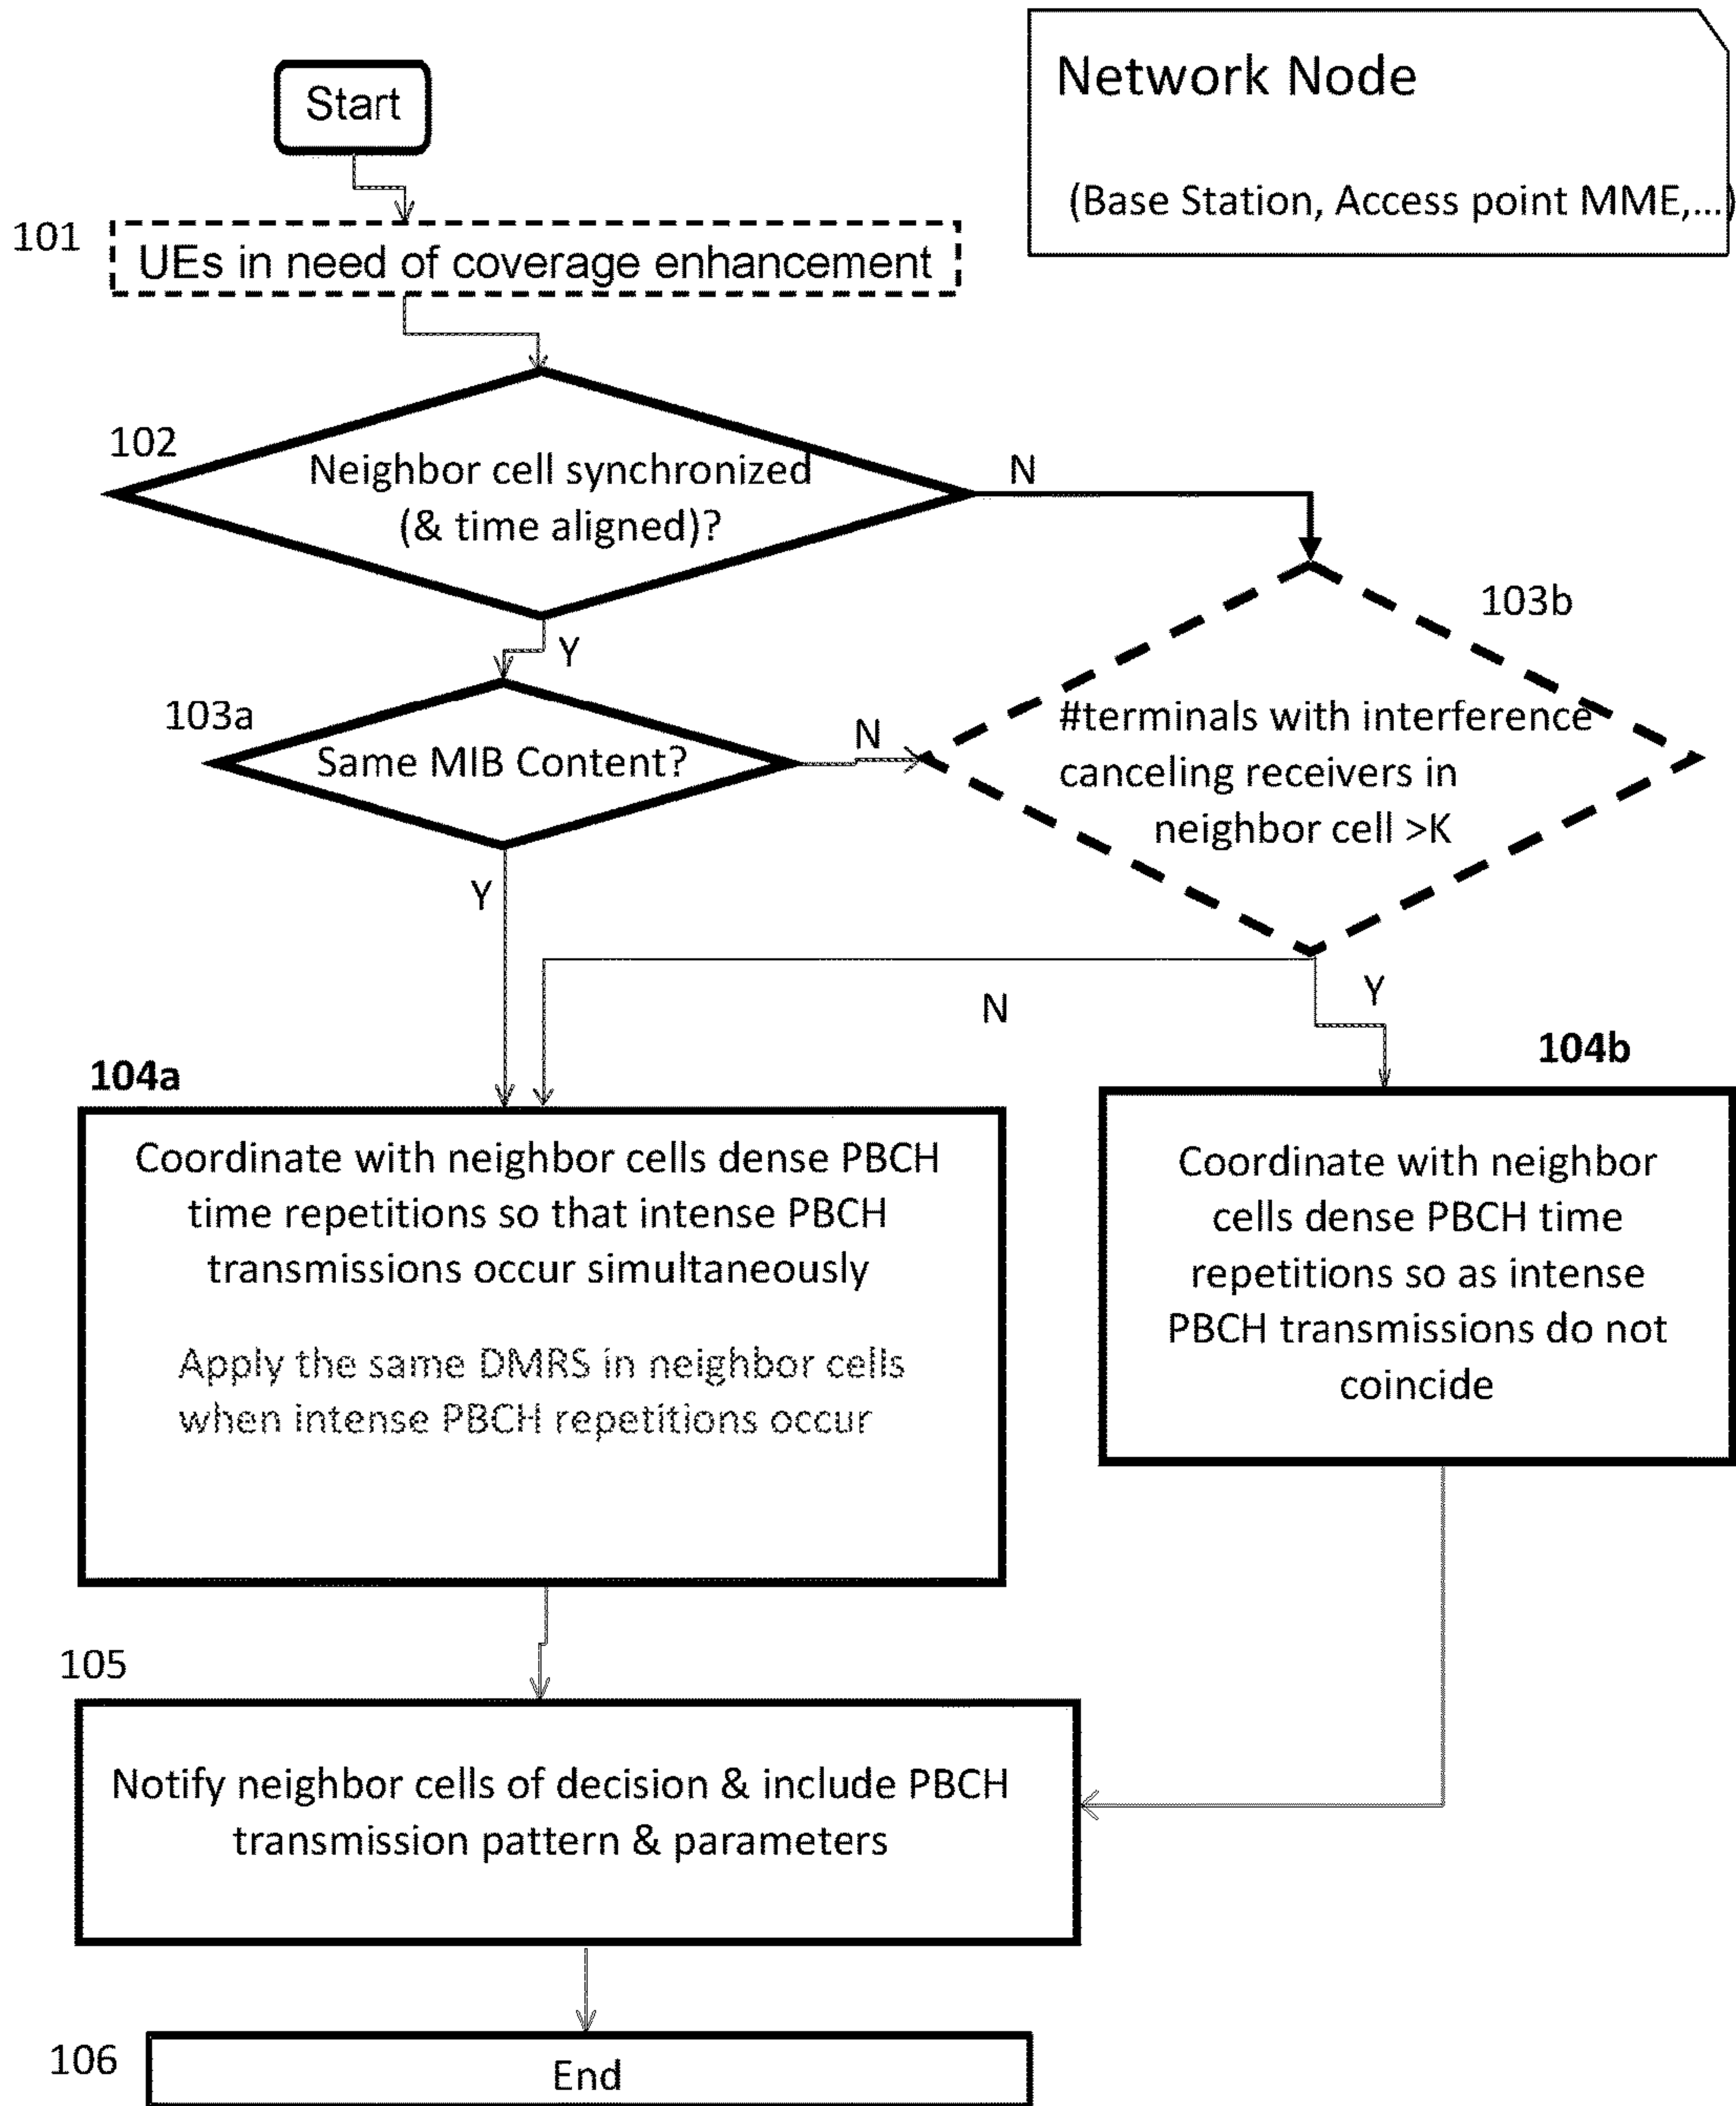 Network Node
(Base Station, Access point MME,...)
Start
101
UEs in need of coverage enhancement
102
Neighbor cell synchronized
(& time aligned)?
N
Y
103b
#terminals with interference
canceling receivers in
neighbor cell >K
103a
Same MIB Content?
N
Y
N
Y
104a
Coordinate with neighbor cells dense PBCH
time repetitions so that intense PBCH
transmissions occur simultaneously
Apply the same DMRS in neighbor cells
when intense PBCH repetitions occur
104b
Coordinate with neighbor
cells dense PBCH time
repetitions so as intense
PBCH transmissions do not
coincide
105
Notify neighbor cells of decision & include PBCH
transmission pattern & parameters
106
End